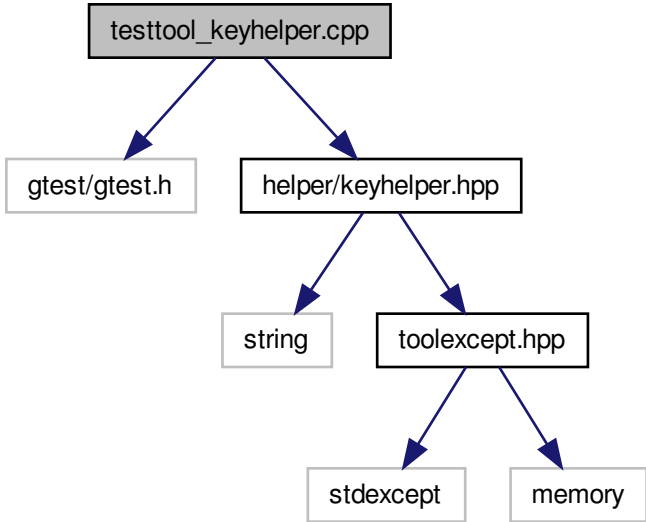 testtool_keyhelper.cpp
gtest/gtest.h
helper/keyhelper.hpp
string
toolexcept.hpp
stdexcept
memory